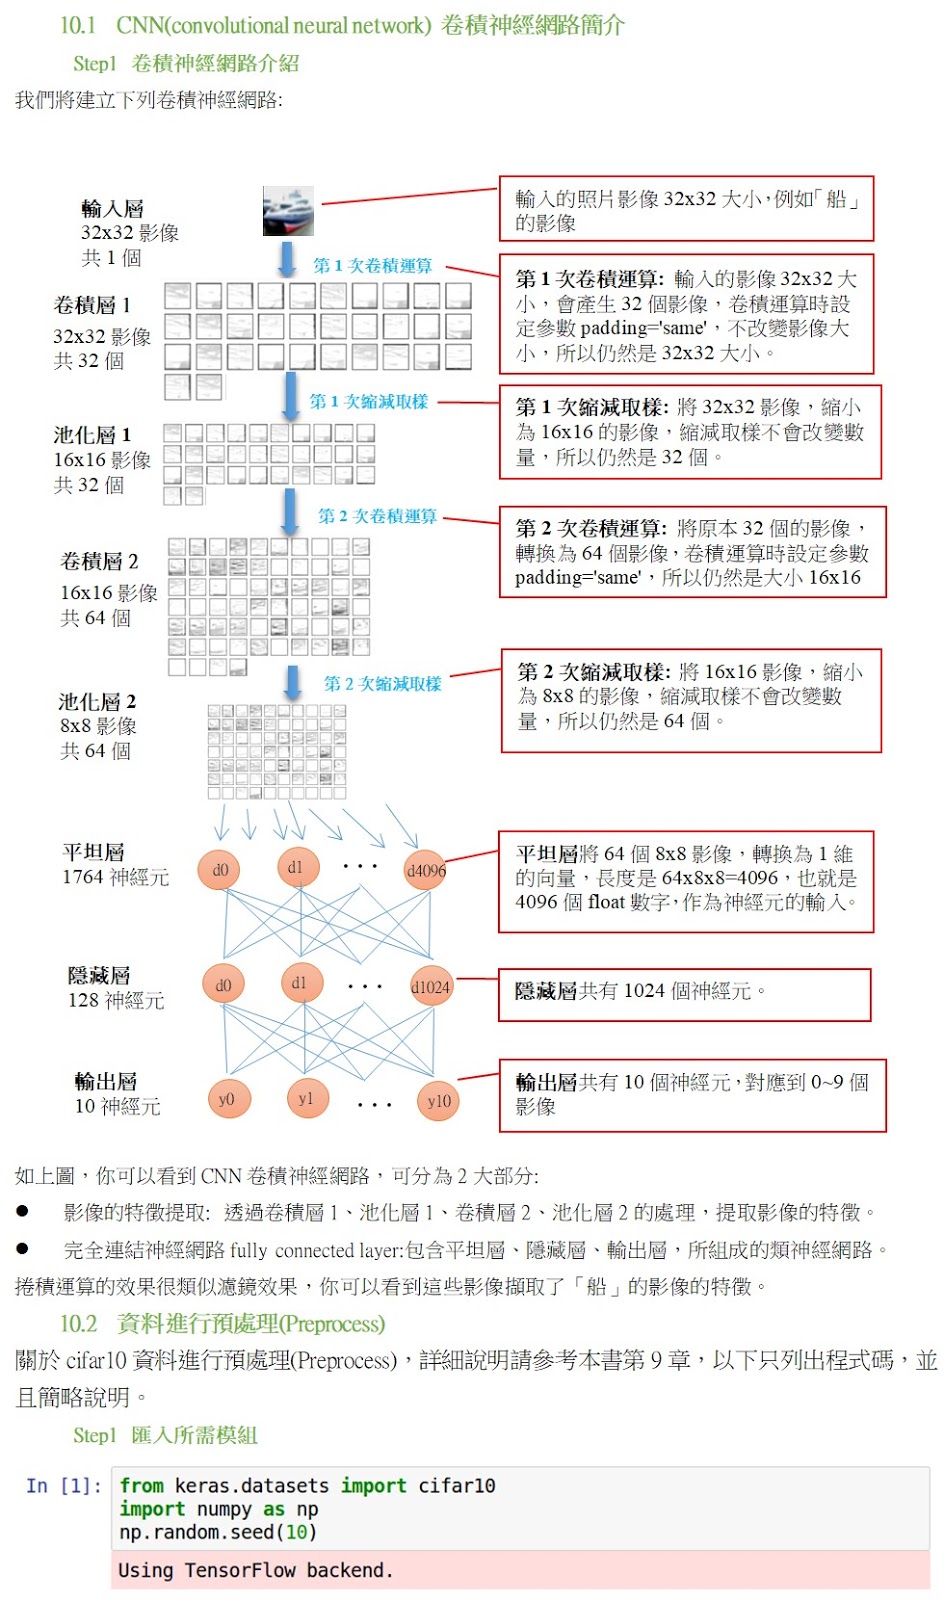 10.1 CNN(convolutional neural network) 卷積神經網路簡介
Step1 卷積神經網路介紹
我們將建立下列卷積神經網路:
輸入層
32x32 影像
共 1 個
輸入的照片影像 32x32 大小,例如「船」
的影像
第 1 次卷積運算
第 1 次卷積運算: 輸入的影像 32x32 大
小，會產生 32 個影像，卷積運算時設
定參數 padding='same'，不改變影像大
小，所以仍然是 32x32 大小。
卷積層 1
32x32 影像
共 32 個
第 1 次縮減取樣
第 1 次縮減取樣: 將 32x32 影像，縮小
為 16x16 的影像，縮減取樣不會改變數
量，所以仍然是 32 個。
池化層 1
16x16 影像
共 32 個
第 2 次卷積運算
第 2 次卷積運算: 將原本 32 個的影像，
轉換為 64 個影像，卷積運算時設定參數
padding='same'，所以仍然是大小 16x16
卷積層 2
16x16 影像
共 64 個
第 2 次縮減取樣
第 2 次縮減取樣: 將 16x16 影像，縮小
為 8x8 的影像，縮減取樣不會改變數
量，所以仍然是 64 個。
池化層 2
8x8 影像
共 64 個
平坦層
1764 神經元
d0 d1 ··· d4096
平坦層將 64 個 8x8 影像，轉換為 1 維
的向量，長度是 64x8x8=4096，也就是
4096 個 float 數字，作為神經元的輸入。
隱藏層
128 神經元
d0 d1 ··· d1024
隱藏層共有 1024 個神經元。
輸出層
10 神經元
y0 y1 ··· y10
輸出層共有 10 個神經元，對應到 0~9 個
影像
如上圖，你可以看到 CNN 卷積神經網路，可分為 2 大部分:
● 影像的特徵提取: 透過卷積層 1、池化層 1、卷積層 2、池化層 2 的處理，提取影像的特徵。
● 完全連結神經網路 fully connected layer:包含平坦層、隱藏層、輸出層，所組成的類神經網路。
捲積運算的效果很類似濾鏡效果，你可以看到這些影像擷取了「船」的影像的特徵。
10.2 資料進行預處理(Preprocess)
關於 cifar10 資料進行預處理(Preprocess)，詳細說明請參考本書第 9 章，以下只列出程式碼，並
且簡略說明。
Step1 匯入所需模組
In [1]: from keras.datasets import cifar10
import numpy as np
np.random.seed(10)
Using TensorFlow backend.